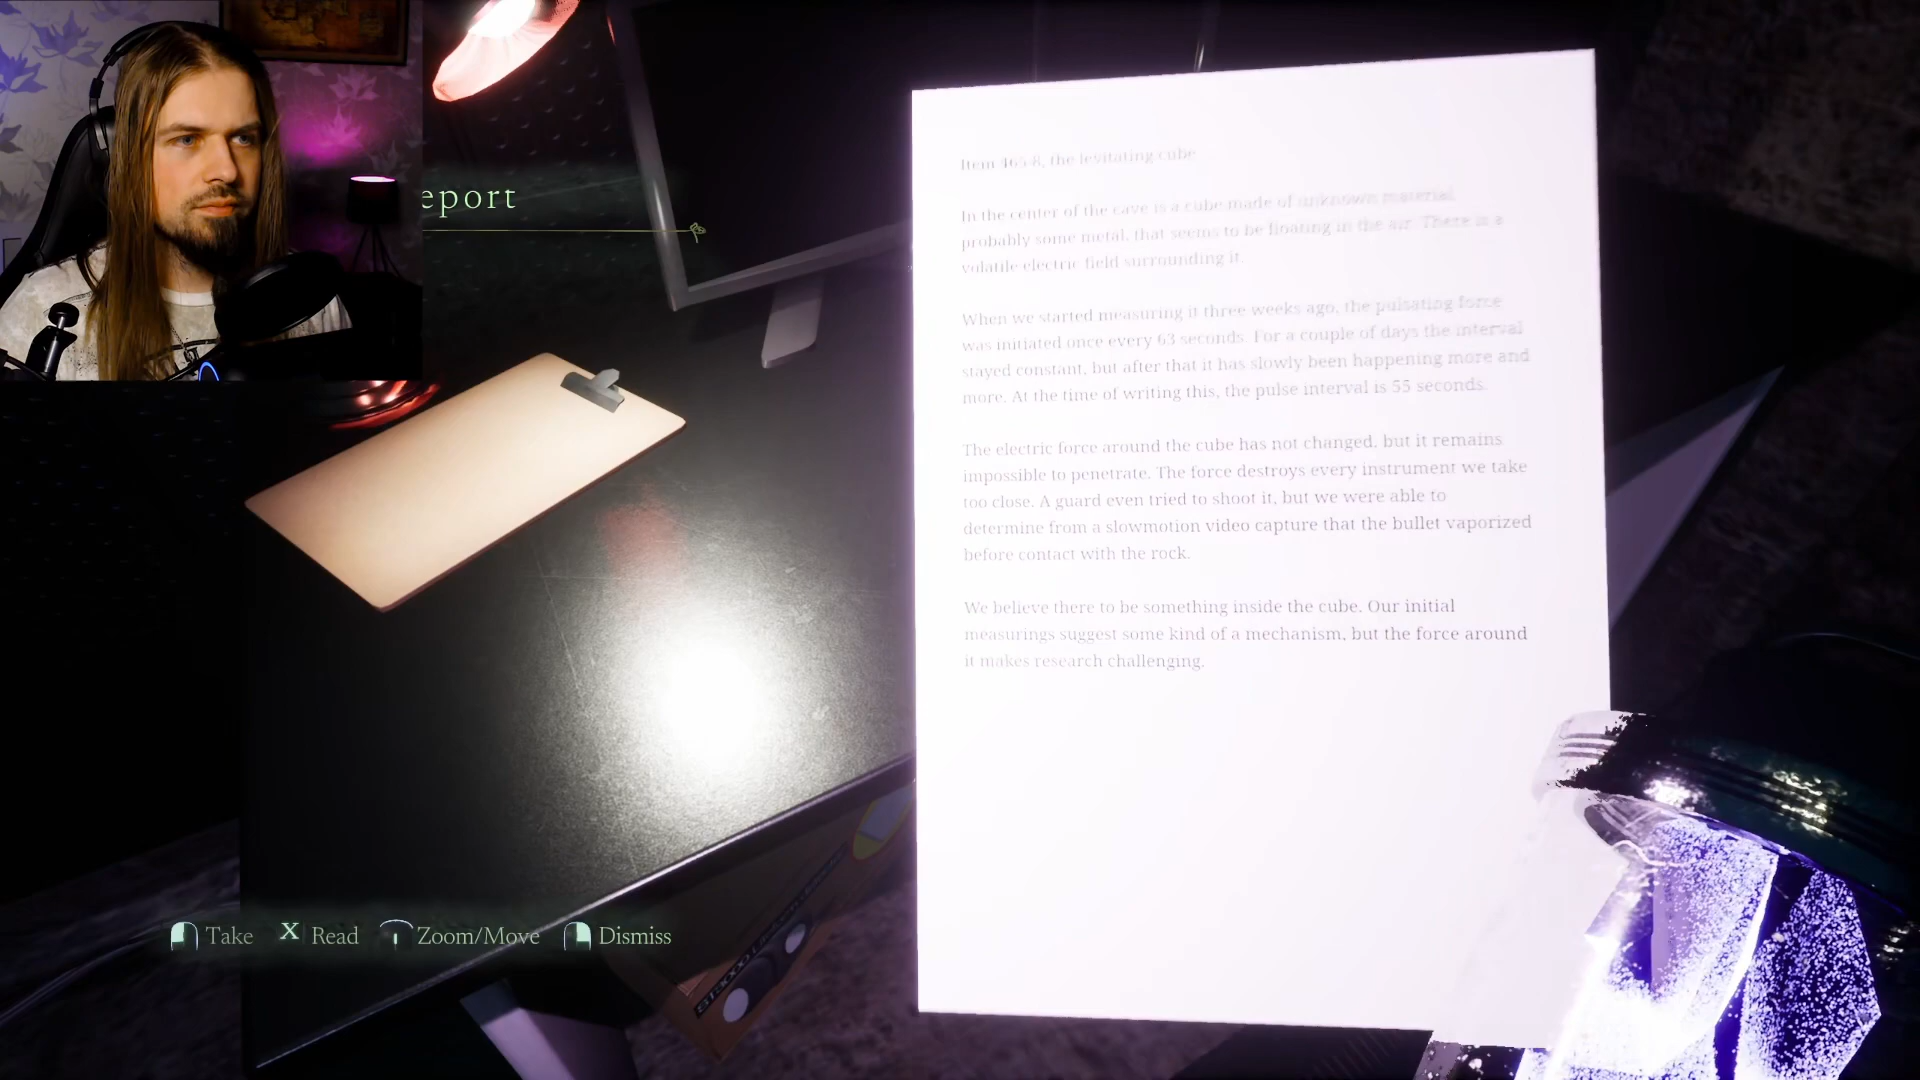 eport
Item 465-8, the levitating cube
In the center of the cave is a cube made of unknown material,
probably some metal, that seems to be floating in the air. There is a
volatile electric field surrounding it.
When we started measuring it three weeks ago, the pulsating force
was initiated once every 63 seconds. For a couple of days the interval
stayed constant, but after that it has slowly been happening more and
more. At the time of writing this, the pulse interval is 55 seconds.
The electric force around the cube has not changed, but it remains
impossible to penetrate. The force destroys every instrument we take
too close. A guard even tried to shoot it, but we were able to
determine from a slowmotion video capture that the bullet vaporized
before contact with the rock.
We believe there to be something inside the cube. Our initial
measurings suggest some kind of a mechanism, but the force around
it makes research challenging.
Take X Read Zoom/Move Dismiss